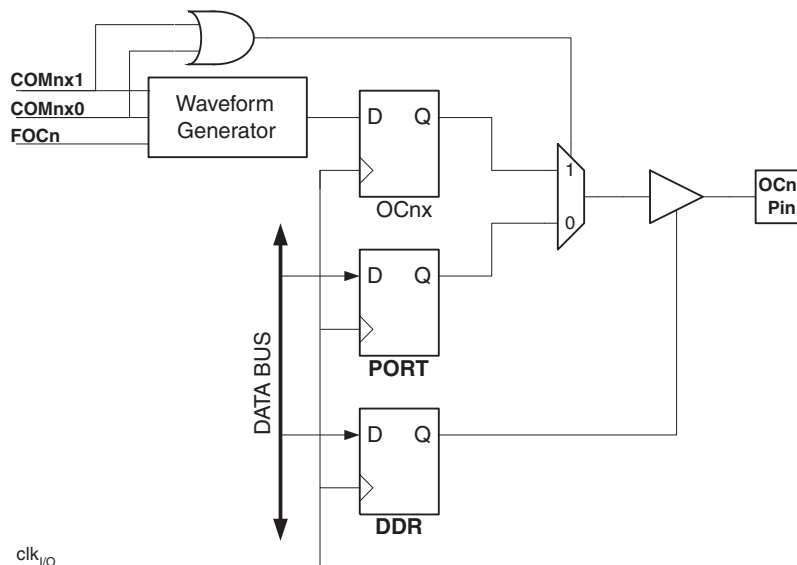 COMnx1
COMnx0
FOCn
Waveform
Generator
D Q
OCnx
1
0
OCn
Pin
D Q
PORT
DATA BUS
D Q
DDR
clkI/O